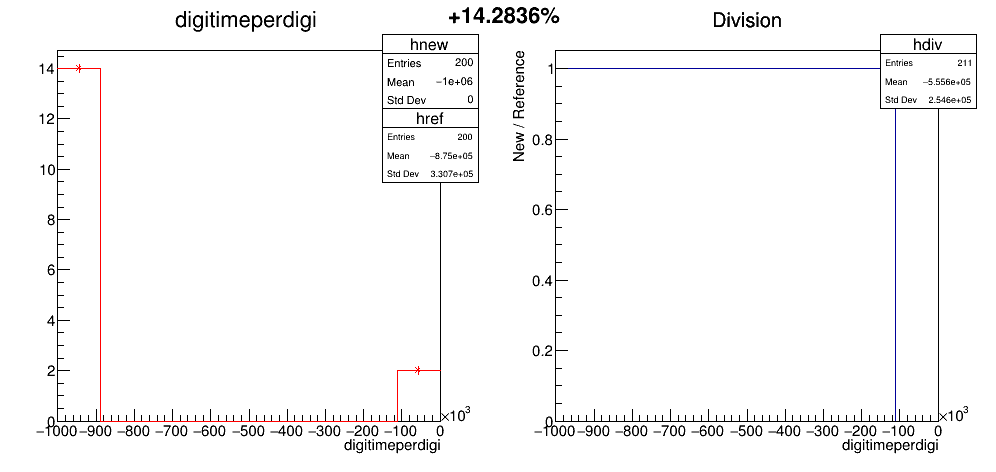 +14.2836%
digitimeperdigi
hnew
Entries 200
Mean −1e+06
Std Dev 0
href
Entries 200
Mean −8.75e+05
Std Dev 3.307e+05
14
12
10
8
6
4
2
0
−1000 −900 −800 −700 −600 −500 −400 −300 −200 −100 0
×10³
digitimeperdigi
Division
hdiv
Entries 211
Mean −5.556e+05
Std Dev 2.546e+05
New / Reference
1
0.8
0.6
0.4
0.2
0
−1000 −900 −800 −700 −600 −500 −400 −300 −200 −100 0
×10³
digitimeperdigi